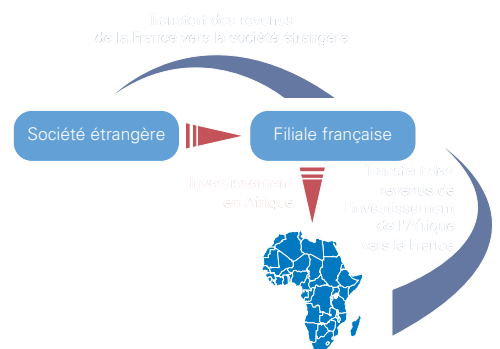 Transfert des revenus
de la France vers la société étrangère
Société étrangère
Filiale française
Investissement
en Afrique
Transfert des
revenus de
l'investissement
de l'Afrique
vers la France